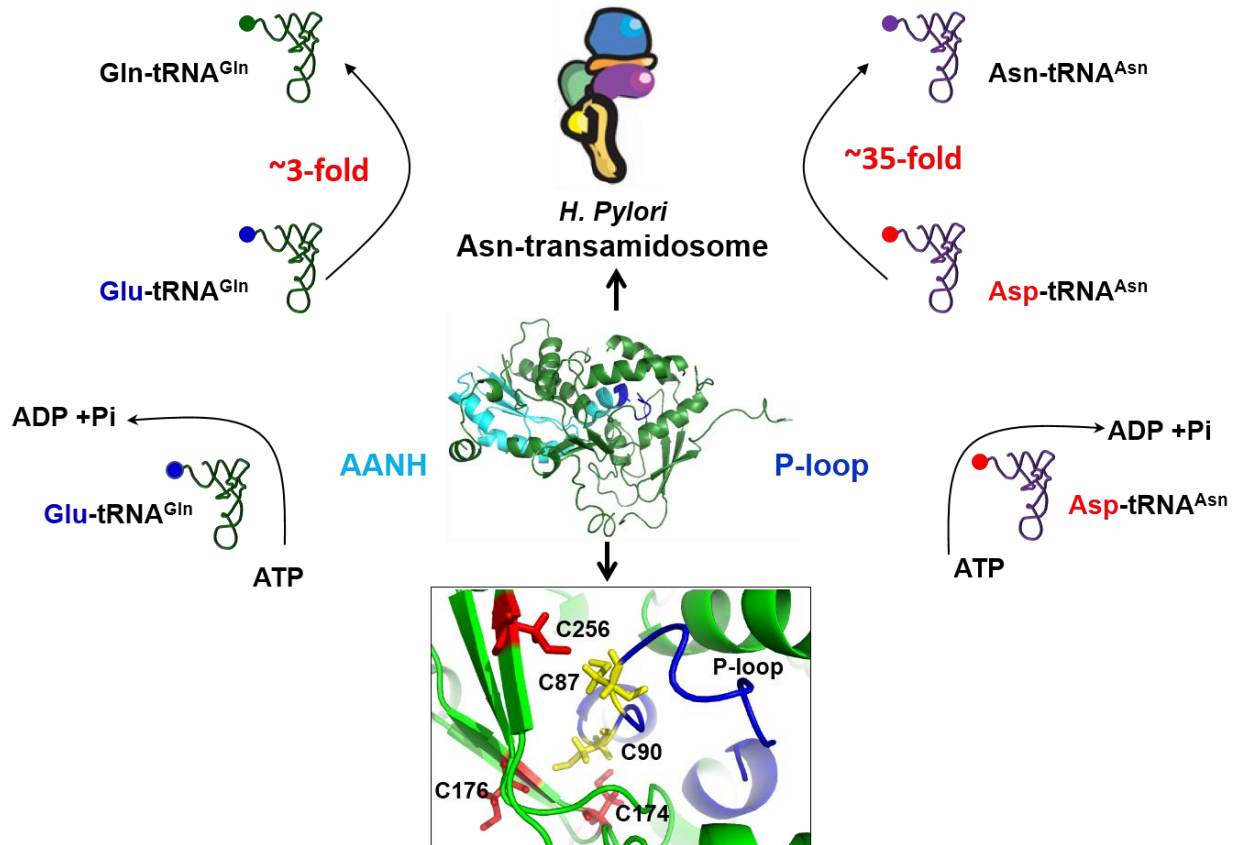 Gln-tRNAGln
~3-fold
Glu-tRNAGln
H. Pylori
Asn-transamidosome
Asn-tRNAAsn
~35-fold
Asp-tRNAAsn
ADP +Pi
Glu-tRNAGln
ATP
AANH
P-loop
ADP +Pi
Asp-tRNAAsn
ATP
C256
C87
P-loop
C90
C176
C174